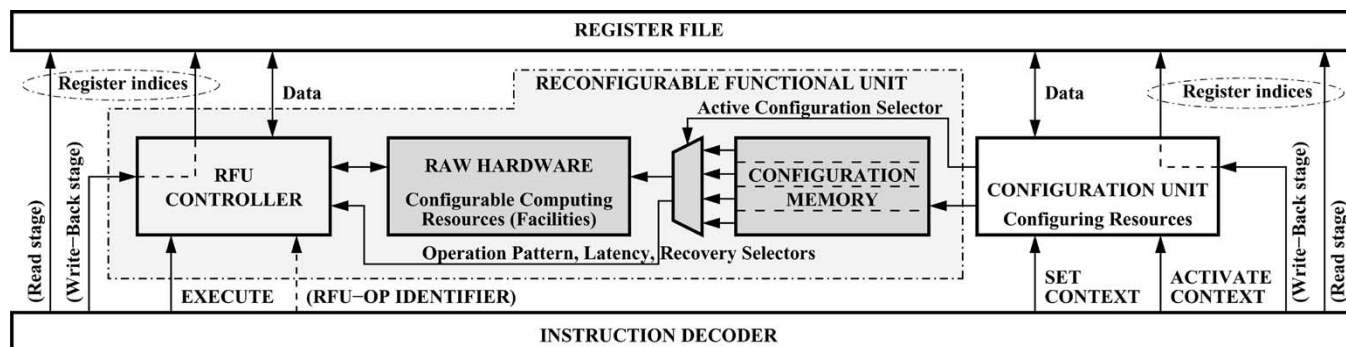 REGISTER FILE
Register indices
Data
RECONFIGURABLE FUNCTIONAL UNIT
Active Configuration Selector
Data
Register indices
(Read stage)
(Write−Back stage)
RFU
CONTROLLER
RAW HARDWARE
Configurable Computing
Resources (Facilities)
CONFIGURATION
MEMORY
CONFIGURATION UNIT
Configuring Resources
(Write−Back stage)
(Read stage)
Operation Pattern, Latency, Recovery Selectors
EXECUTE
(RFU−OP IDENTIFIER)
SET
CONTEXT
ACTIVATE
CONTEXT
INSTRUCTION DECODER